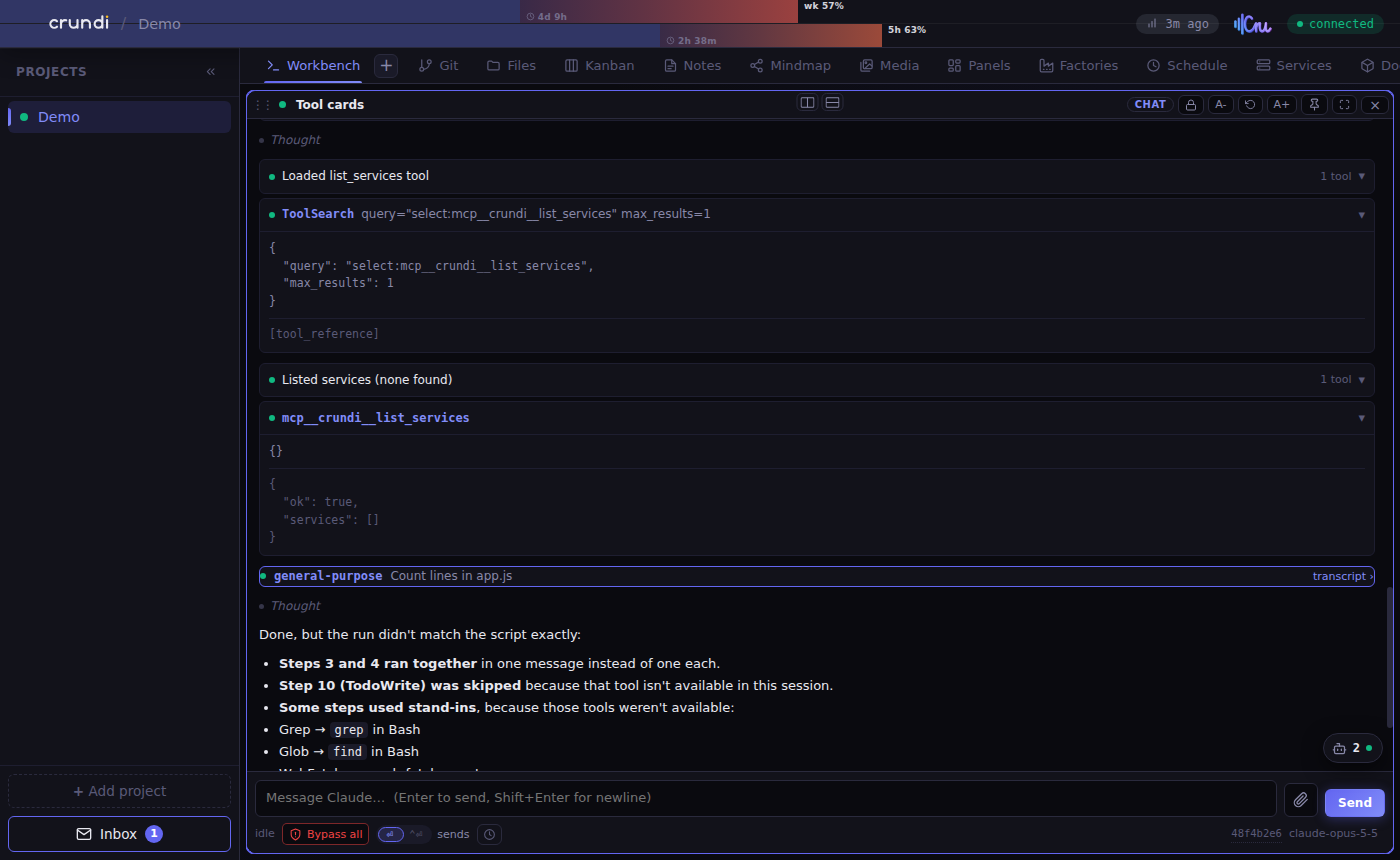 crundi / Demo
4d 9h
wk 57%
2h 38m
5h 63%
3m ago
connected
PROJECTS
«
Demo
+ Add project
Inbox 1
Workbench
+
Git
Files
Kanban
Notes
Mindmap
Media
Panels
Factories
Schedule
Services
Do
Tool cards
CHAT
A-
A+
Thought
Loaded list_services tool
1 tool
ToolSearch query="select:mcp__crundi__list_services" max_results=1
{
"query": "select:mcp__crundi__list_services",
"max_results": 1
}
[tool_reference]
Listed services (none found)
1 tool
mcp__crundi__list_services
{}
{
"ok": true,
"services": []
}
general-purpose Count lines in app.js
transcript ›
Thought
Done, but the run didn't match the script exactly:
• Steps 3 and 4 ran together in one message instead of one each.
• Step 10 (TodoWrite) was skipped because that tool isn't available in this session.
• Some steps used stand-ins, because those tools weren't available:
• Grep → grep in Bash
• Glob → find in Bash
2
Message Claude… (Enter to send, Shift+Enter for newline)
Send
idle
Bypass all
⏎
^⏎
sends
48f4b2e6 claude-opus-5-5